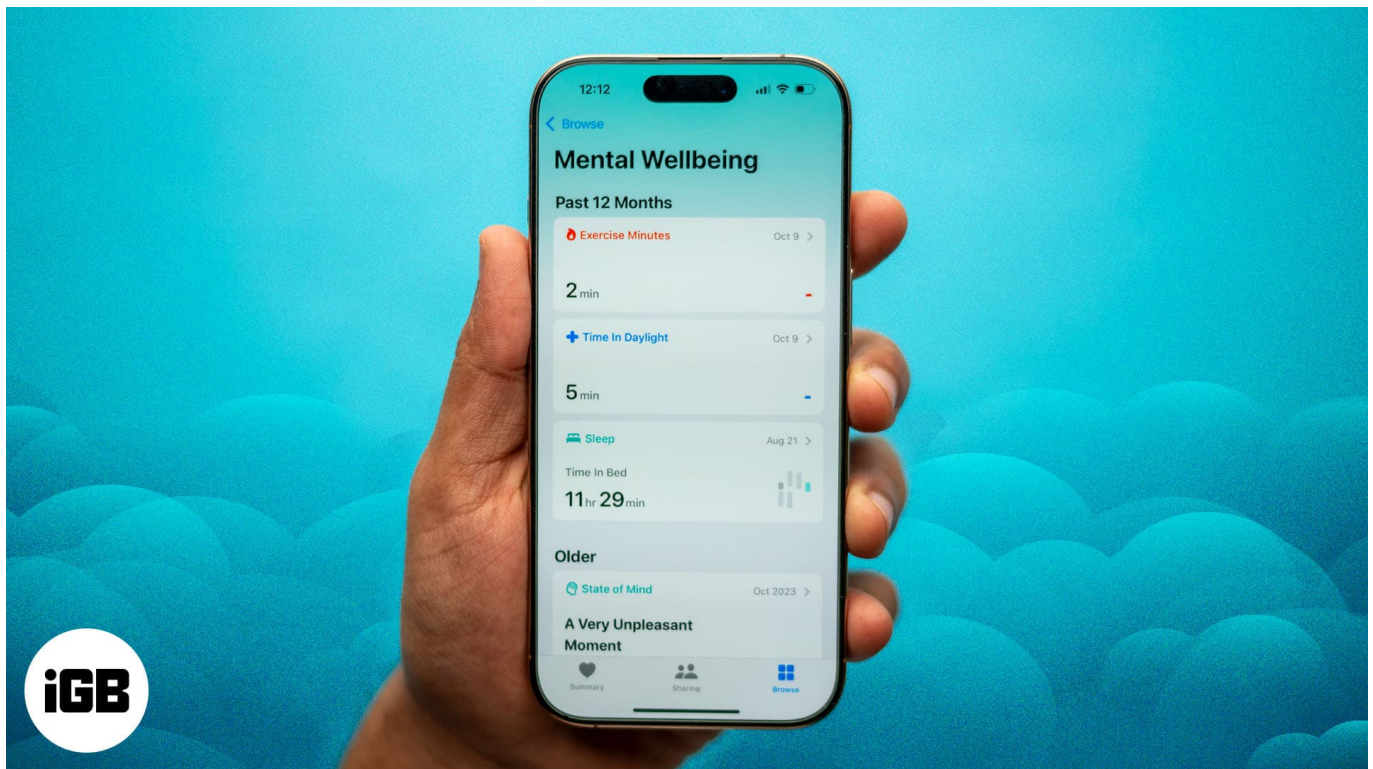 12:12
Browse
Mental Wellbeing
Past 12 Months
Exercise Minutes Oct 9
2 min
Time In Daylight Oct 9
5 min
Sleep Aug 21
Time In Bed
11 hr 29 min
Older
State of Mind Oct 2023
A Very Unpleasant
Moment
Summary Sharing Browse
iGB